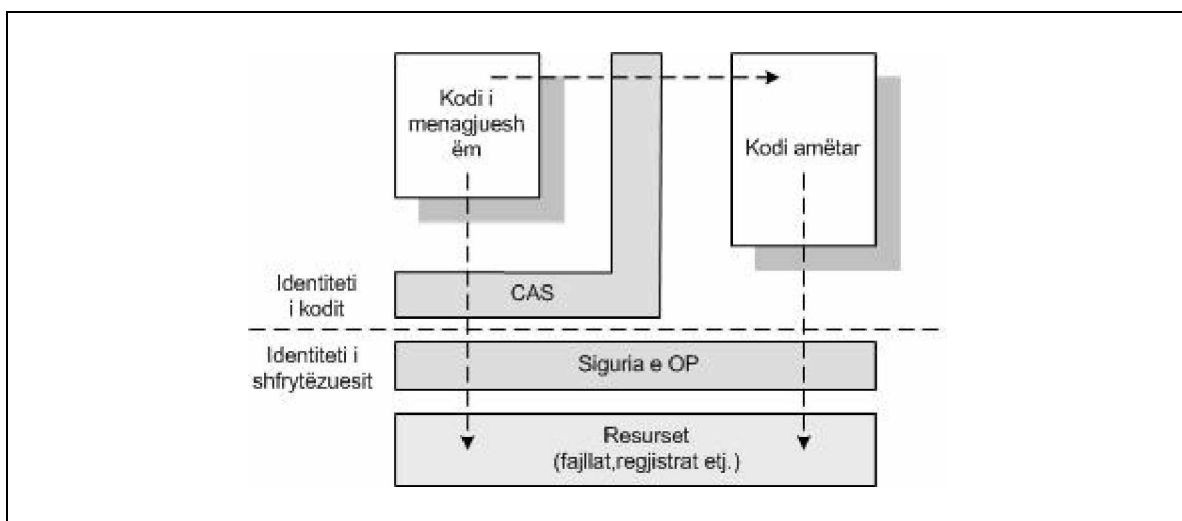 Kodi i
menagjuesh
ëm
Kodi amëtar
Identiteti
i kodit
CAS
Identiteti i
shfrytëzuesit
Siguria e OP
Resurset
(fajllat,regjistrat etj.)